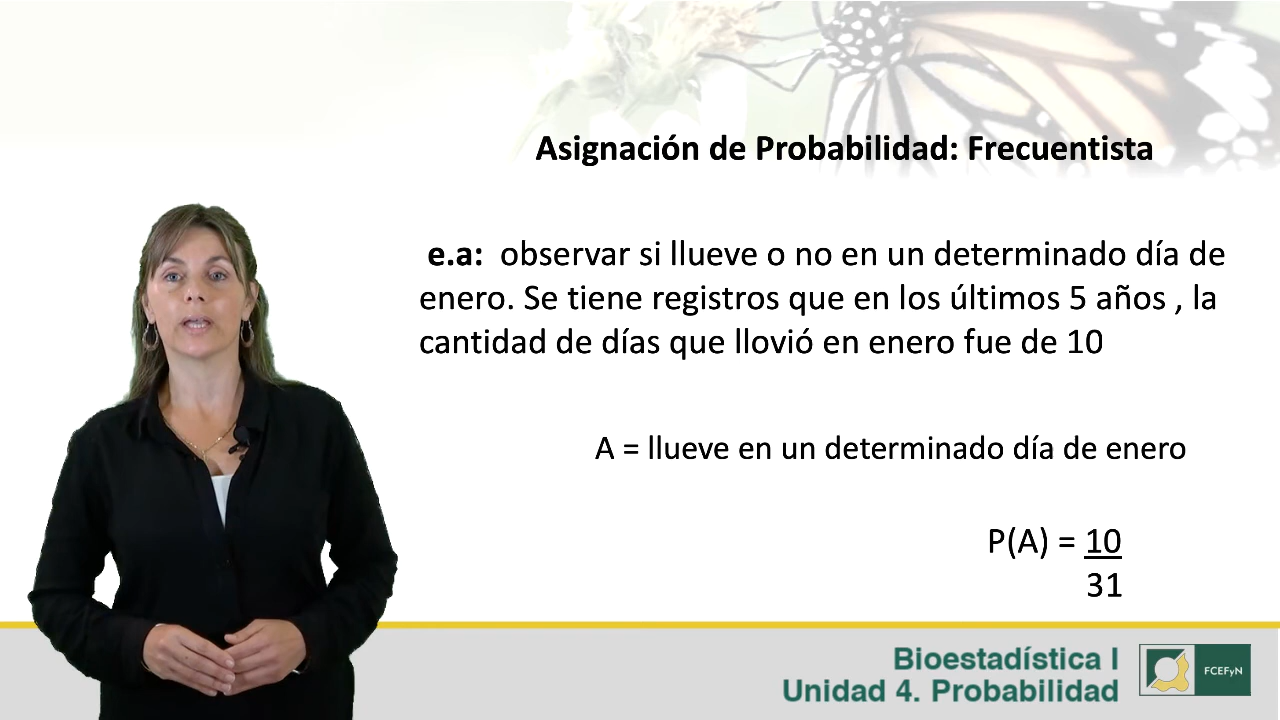 Asignación de Probabilidad: Frecuentista
e.a: observar si llueve o no en un determinado día de
enero. Se tiene registros que en los últimos 5 años , la
cantidad de días que llovió en enero fue de 10
A = llueve en un determinado día de enero
P(A) = 10
31
Bioestadística I
Unidad 4. Probabilidad
FCEFyN